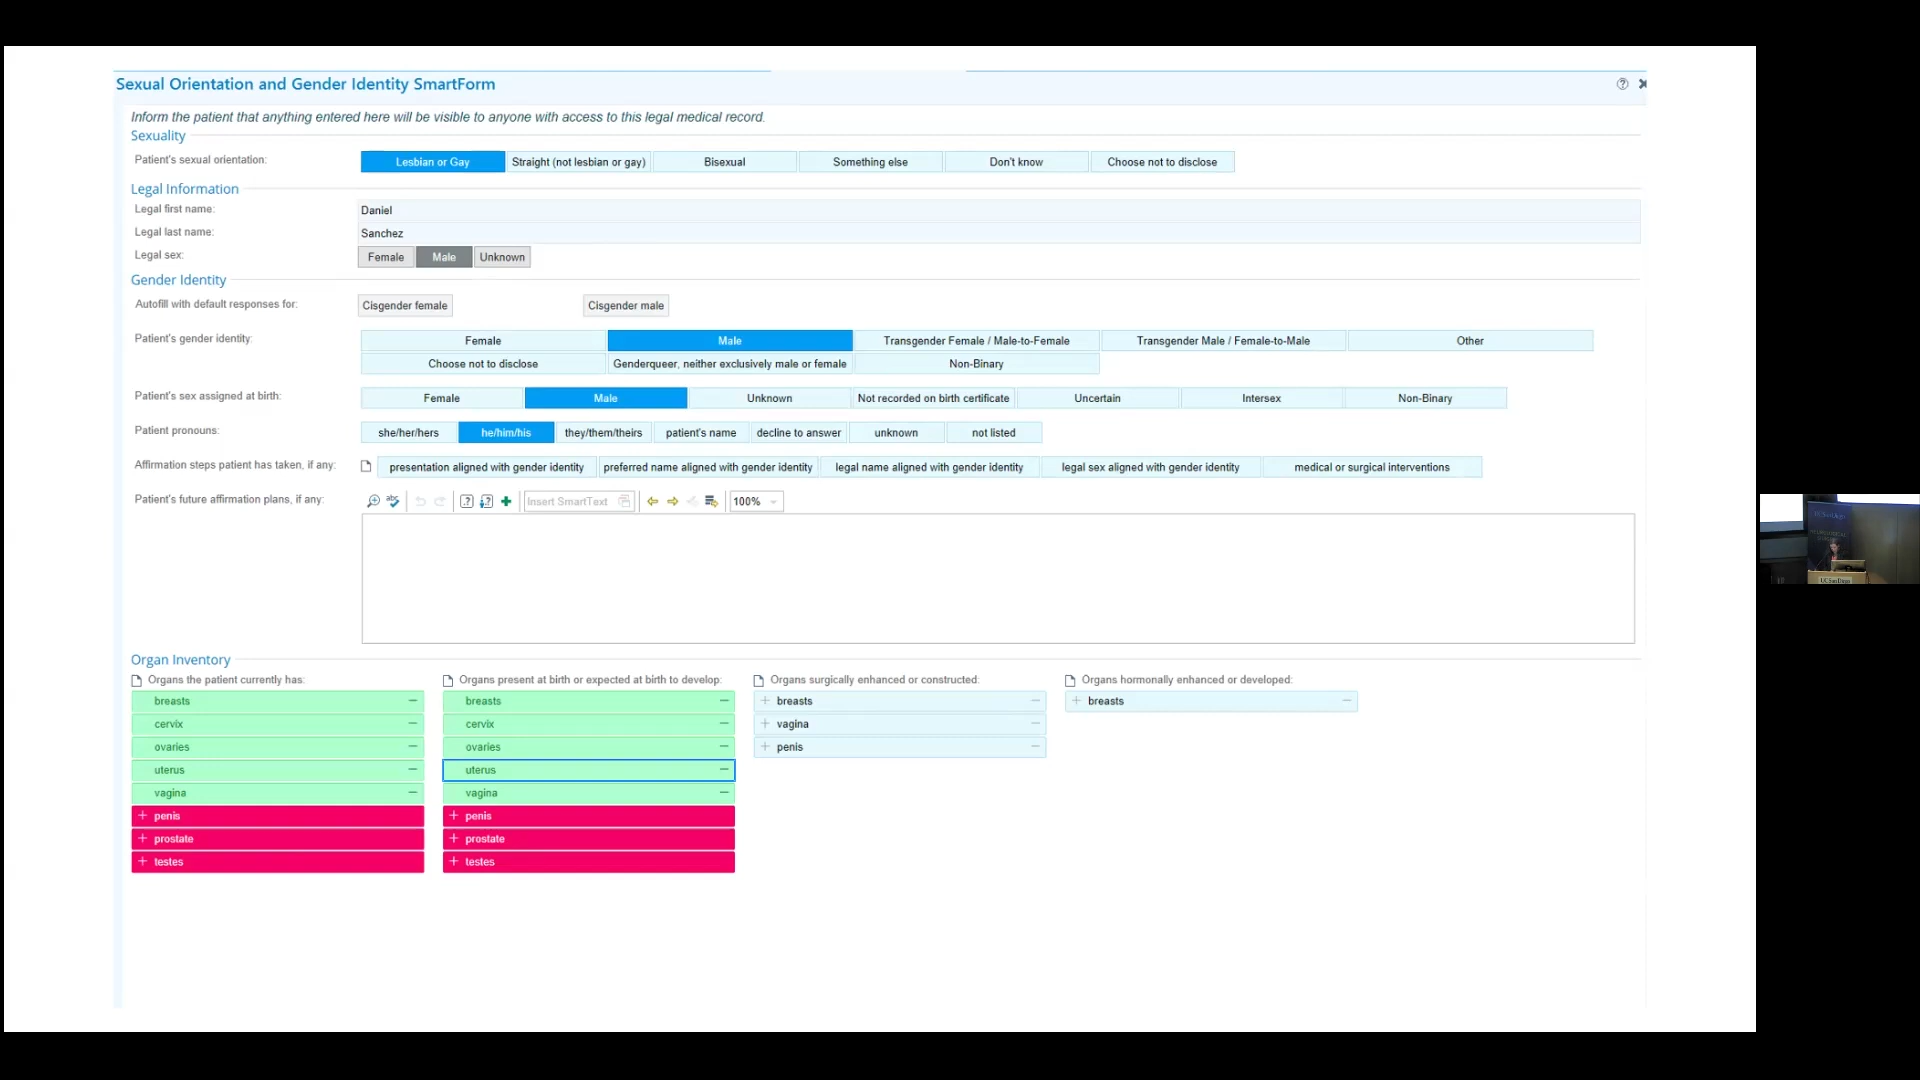 Sexual Orientation and Gender Identity SmartForm
Inform the patient that anything entered here will be visible to anyone with access to this legal medical record.
Sexuality
Patient's sexual orientation: Lesbian or Gay Straight (not lesbian or gay) Bisexual Something else Don't know Choose not to disclose
Legal Information
Legal first name: Daniel
Legal last name: Sanchez
Legal sex: Female Male Unknown
Gender Identity
Autofill with default responses for: Cisgender female Cisgender male
Patient's gender identity: Female Male Transgender Female / Male-to-Female Transgender Male / Female-to-Male Other
Choose not to disclose Genderqueer, neither exclusively male or female Non-Binary
Patient's sex assigned at birth: Female Male Unknown Not recorded on birth certificate Uncertain Intersex Non-Binary
Patient pronouns: she/her/hers he/him/his they/them/theirs patient's name decline to answer unknown not listed
Affirmation steps patient has taken, if any: presentation aligned with gender identity preferred name aligned with gender identity legal name aligned with gender identity legal sex aligned with gender identity medical or surgical interventions
Patient's future affirmation plans, if any: Insert SmartText 100%
Organ Inventory
Organs the patient currently has: Organs present at birth or expected at birth to develop: Organs surgically enhanced or constructed: Organs hormonally enhanced or developed:
breasts breasts breasts breasts
cervix cervix vagina
ovaries ovaries penis
uterus uterus
vagina vagina
penis penis
prostate prostate
testes testes
UC San Diego
UC San Diego